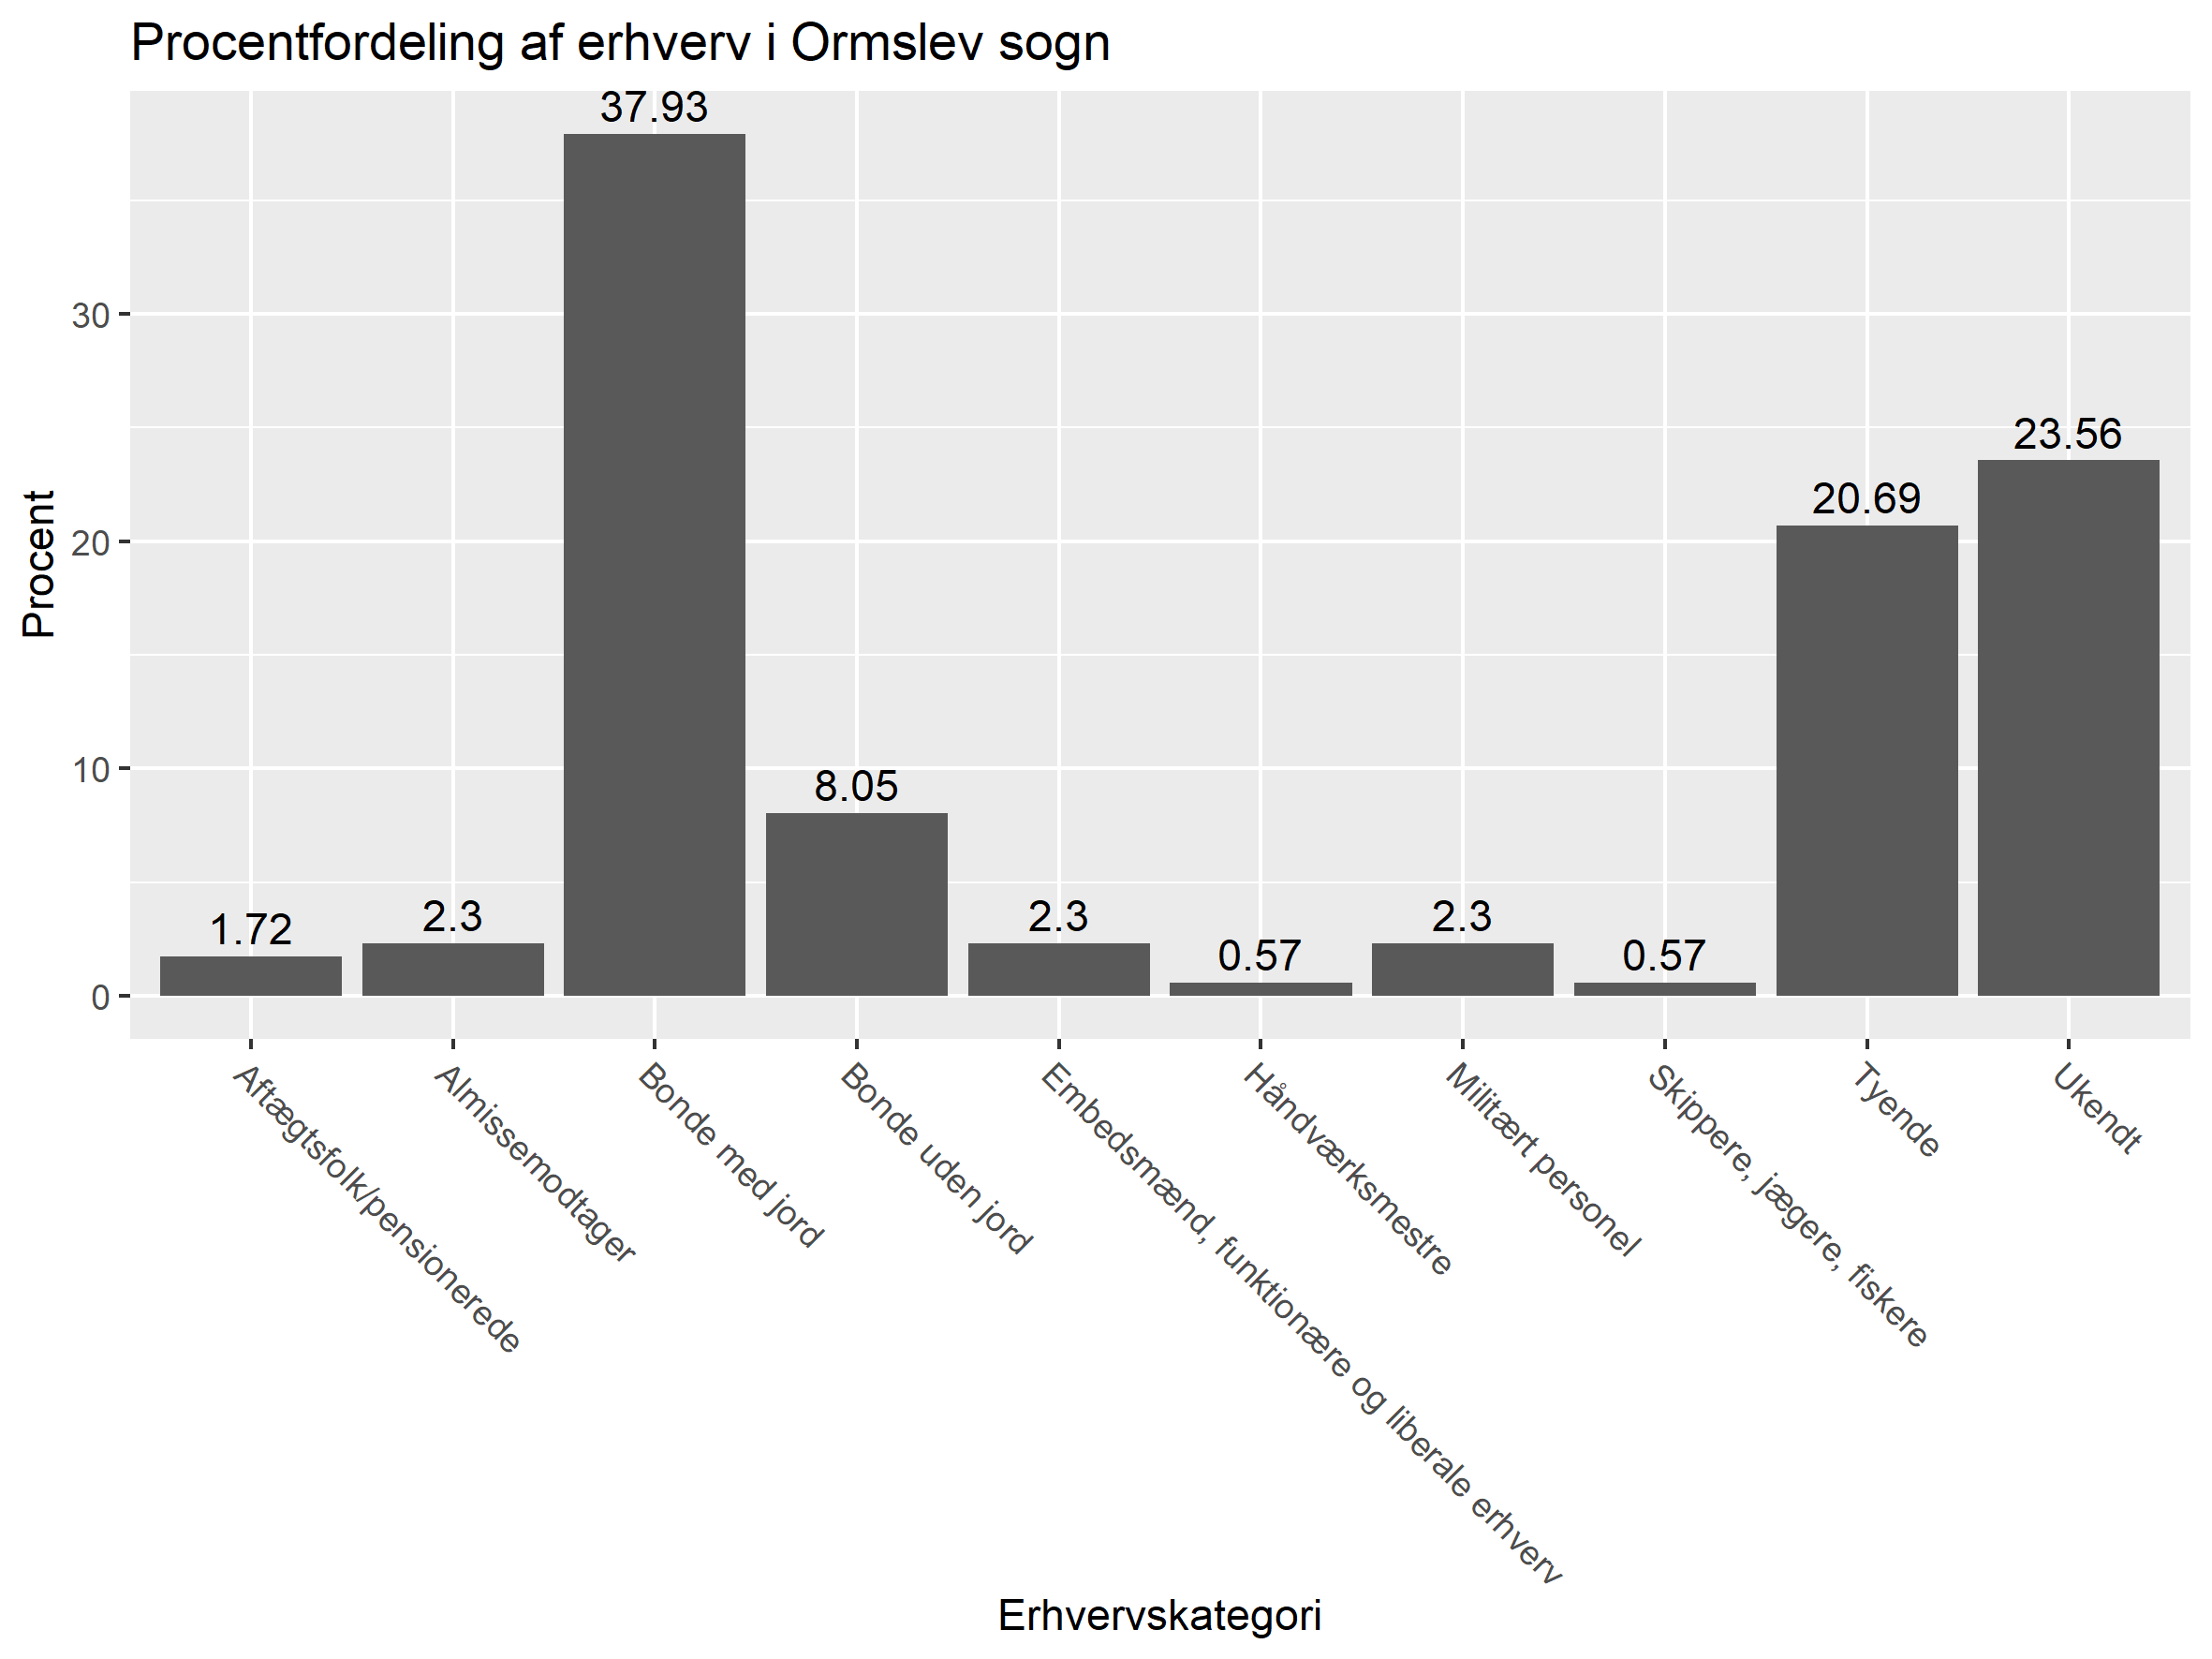 Procentfordeling af erhverv i Ormslev sogn
37.93
30
23.56
20.69
20
Procent
10
8.05
2.3
2.3
2.3
1.72
0.57
0.57
0
Aftægtsfolk/pensionerede
Almissemodtager
Bonde med jord
Bonde uden jord
Embedsmænd, funktionære og liberale erhverv
Håndværksmestre
Militært personel
Skippere, jægere, fiskere
Tyende
Ukendt
Erhvervskategori